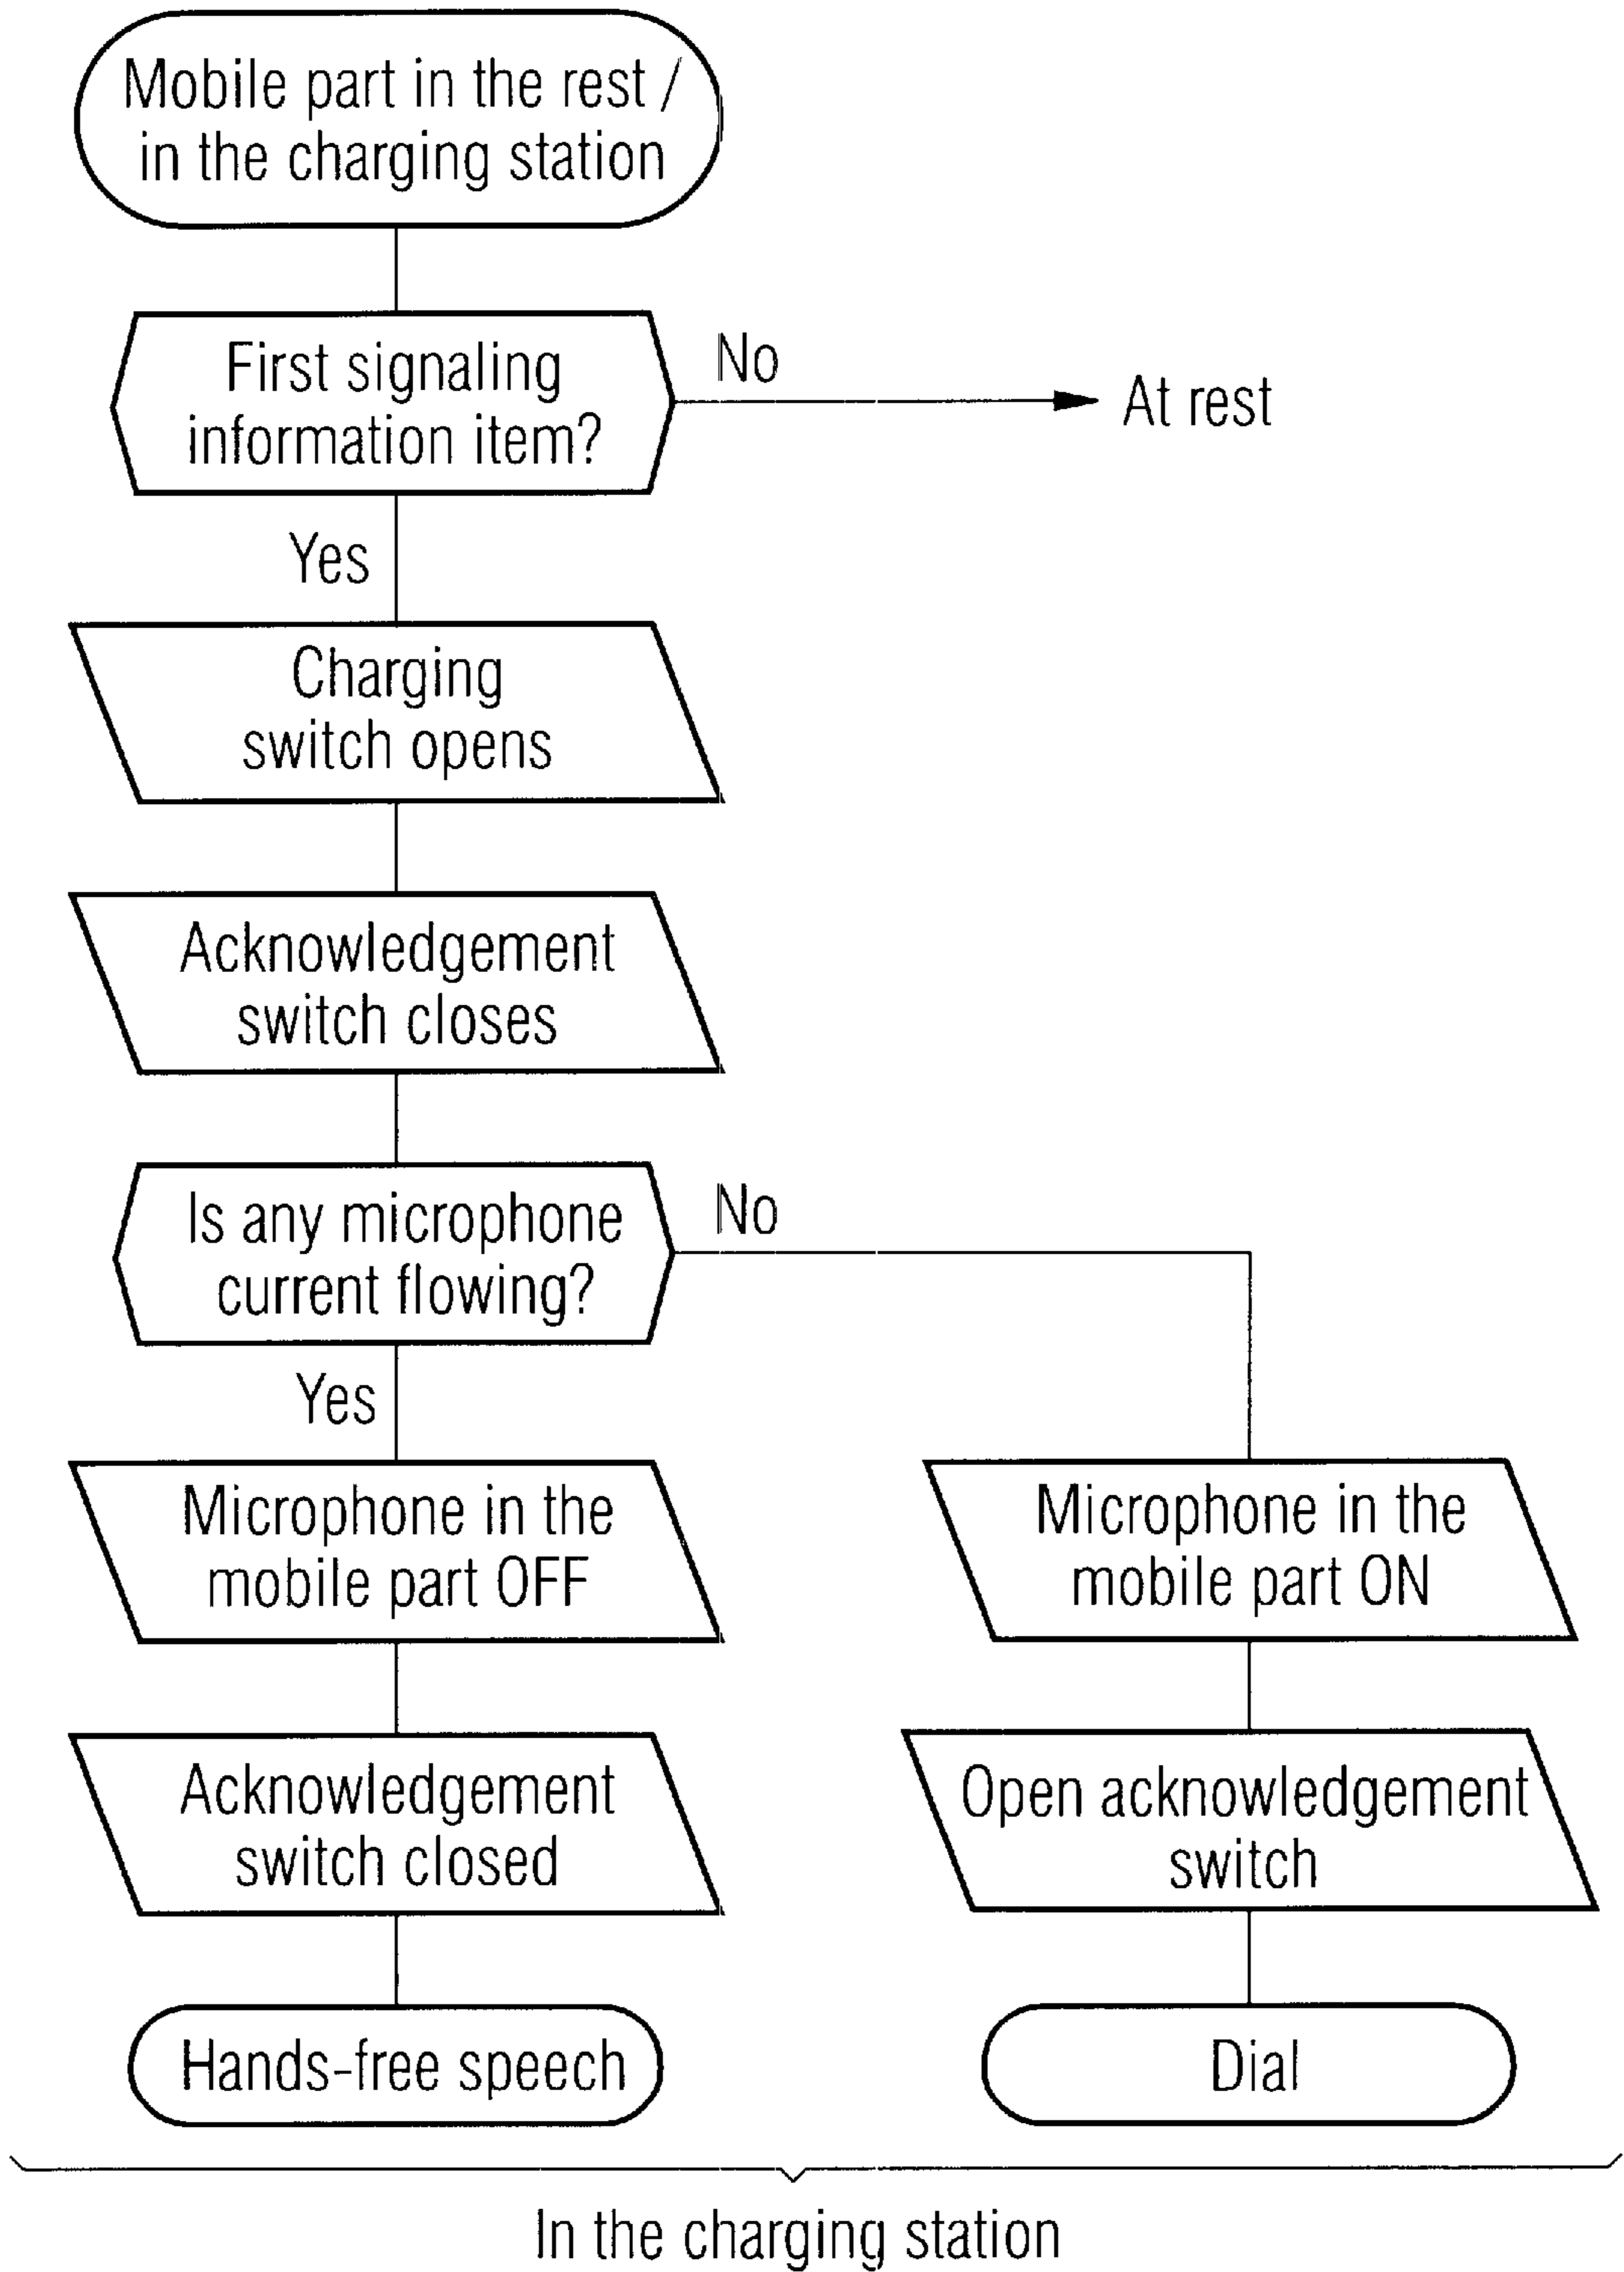 Mobile part in the rest /
in the charging station
First signaling
information item?
No
At rest
Yes
Charging
switch opens
Acknowledgement
switch closes
Is any microphone
current flowing?
No
Yes
Microphone in the
mobile part OFF
Microphone in the
mobile part ON
Acknowledgement
switch closed
Open acknowledgement
switch
Hands-free speech
Dial
In the charging station